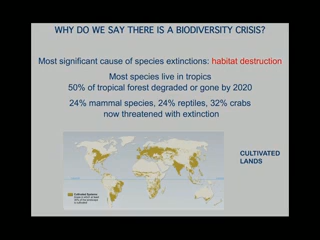 WHY DO WE SAY THERE IS A BIODIVERSITY CRISIS?
Most significant cause of species extinctions: habitat destruction
Most species live in tropics
50% of tropical forest degraded or gone by 2020
24% mammal species, 24% reptiles, 32% crabs
now threatened with extinction
CULTIVATED
LANDS
Cultivated Systems: